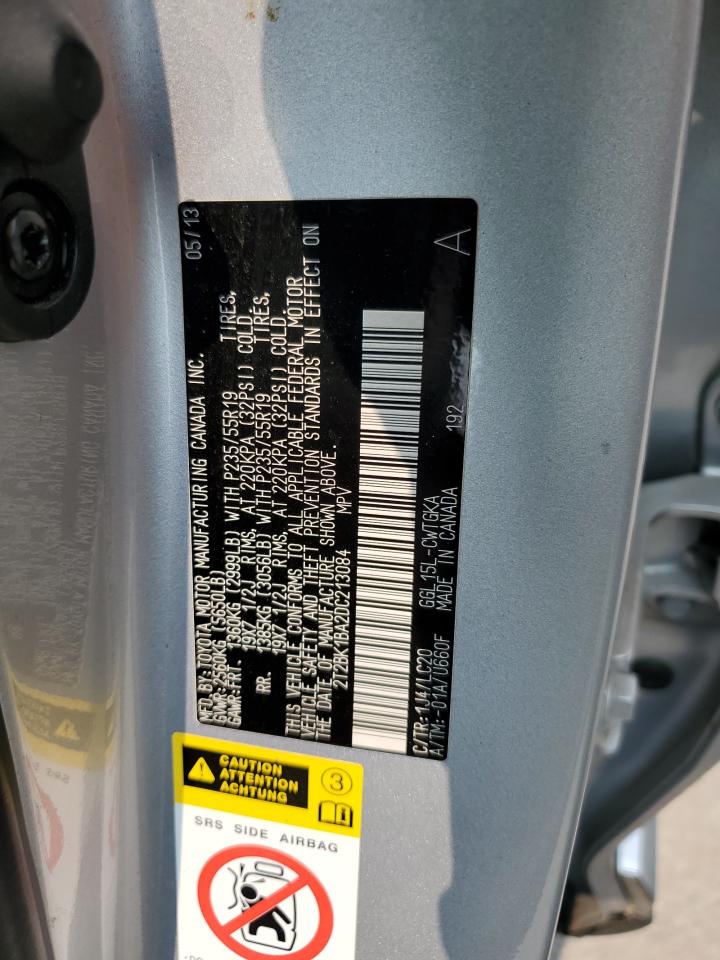 MFD BY:TOYOTA MOTOR MANUFACTURING CANADA INC. 05/13
GVWR:2560KG(5650LB)
GAWR:FRT. 1360KG(2999LB) WITH P235/55R19 TIRES,
19X7 1/2J RIMS, AT 220KPA(32PSI) COLD.
RR. 1385KG(3056LB) WITH P235/55R19 TIRES,
19X7 1/2J RIMS, AT 220KPA(32PSI) COLD.
THIS VEHICLE CONFORMS TO ALL APPLICABLE FEDERAL MOTOR
VEHICLE SAFETY AND THEFT PREVENTION STANDARDS IN EFFECT ON
THE DATE OF MANUFACTURE SHOWN ABOVE.
2T2BK1BA2DC213084 MPV
C/TR:1J4/LC20 GGL15L-CWTGKA 192 A
A/TM:-01A/U660F MADE IN CANADA
CAUTION
ATTENTION
ACHTUNG
3
SRS SIDE AIRBAG